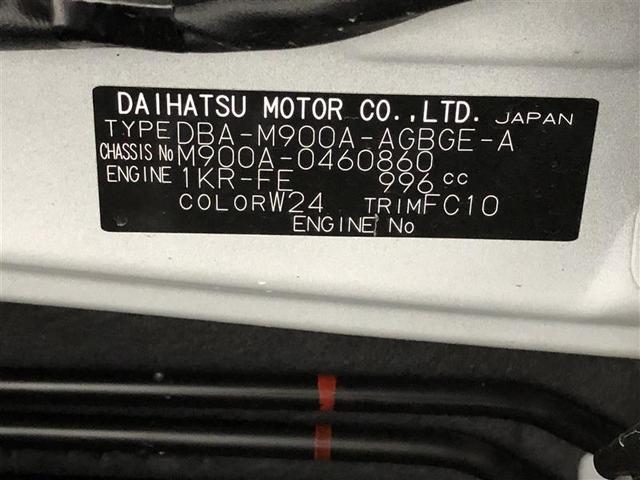 DAIHATSU MOTOR CO.,LTD. JAPAN
TYPE DBA-M900A-AGBGE-A
CHASSIS No M900A-0460860
ENGINE 1KR-FE 996 cc
COLOR W24 TRIM FC10
ENGINE No